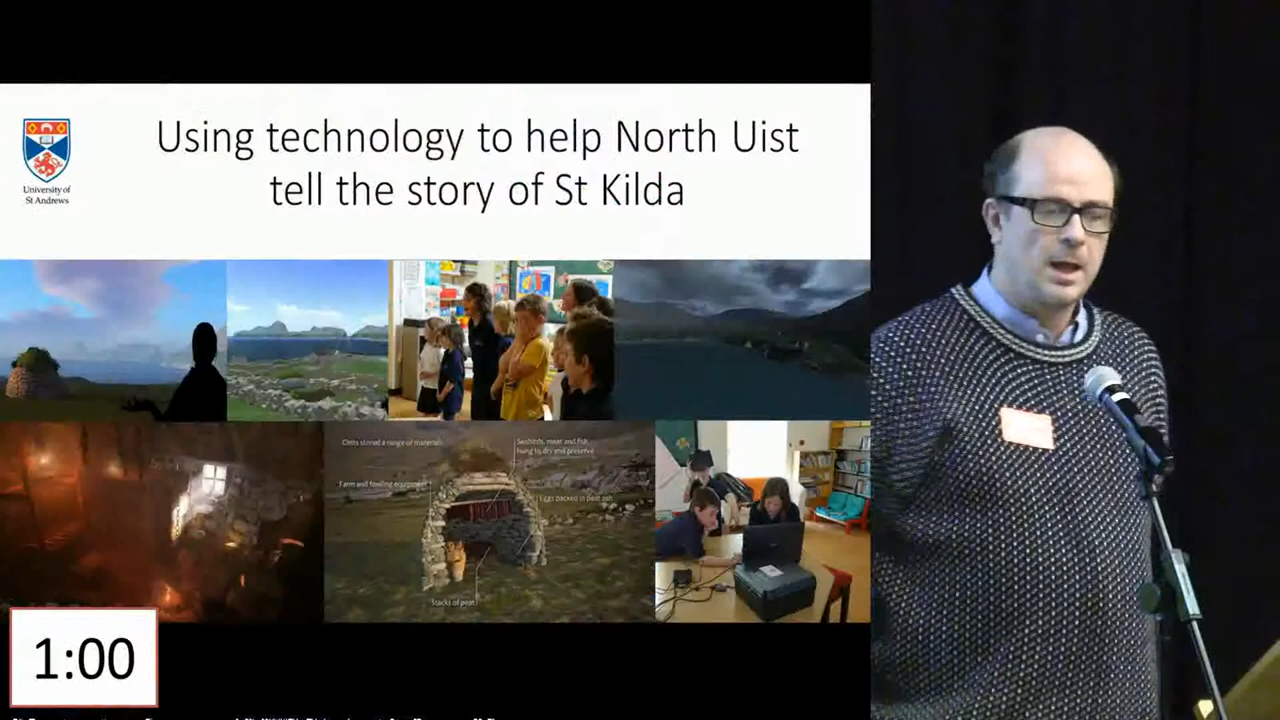 Using technology to help North Uist
tell the story of St Kilda
University of
St Andrews
Cleits stored a range of materials
Seabirds, meat and fish
hung to dry and preserve
Farm and fowling equipment
Eggs packed in peat ash
Stacks of peat
1:00